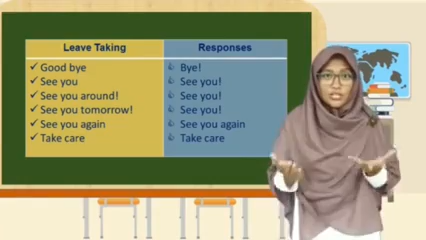 Leave Taking Responses
Good bye Bye!
See you See you!
See you around! See you!
See you tomorrow! See you!
See you again See you again
Take care Take care